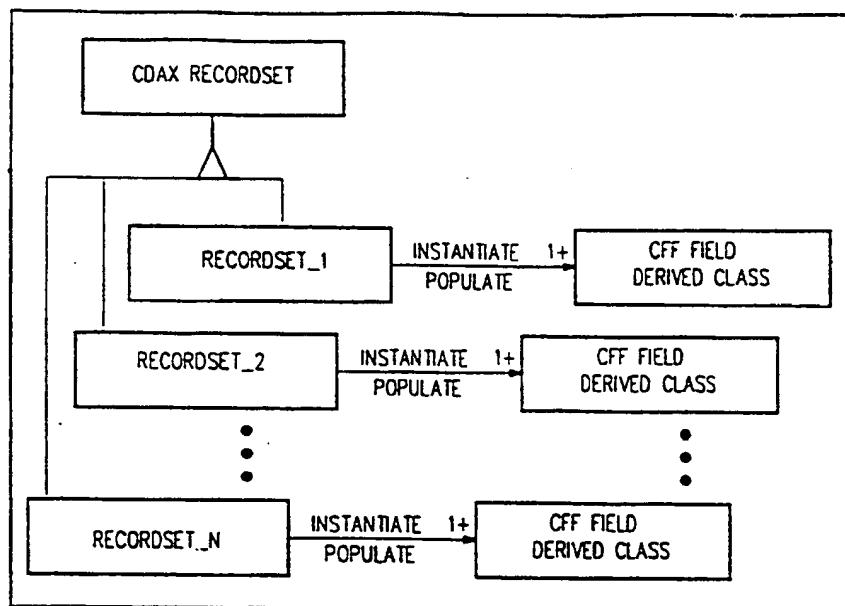 CDAX RECORDSET
RECORDSET_1
INSTANTIATE 1+
POPULATE
CFF FIELD
DERIVED CLASS
RECORDSET_2
INSTANTIATE 1+
POPULATE
CFF FIELD
DERIVED CLASS
RECORDSET_N
INSTANTIATE 1+
POPULATE
CFF FIELD
DERIVED CLASS